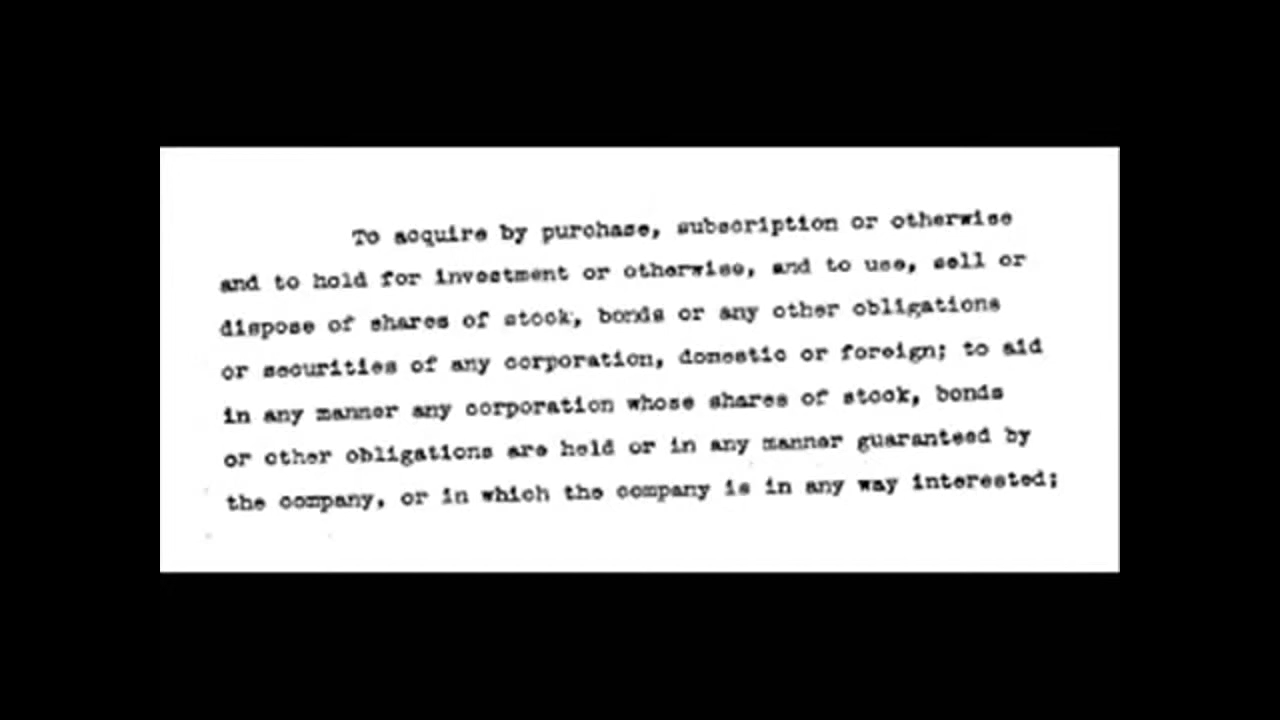 To acquire by purchase, subscription or otherwise
and to hold for investment or otherwise, and to use, sell or
dispose of shares of stock, bonds or any other obligations
or securities of any corporation, domestic or foreign; to aid
in any manner any corporation whose shares of stock, bonds
or other obligations are held or in any manner guaranteed by
the company, or in which the company is in any way interested;